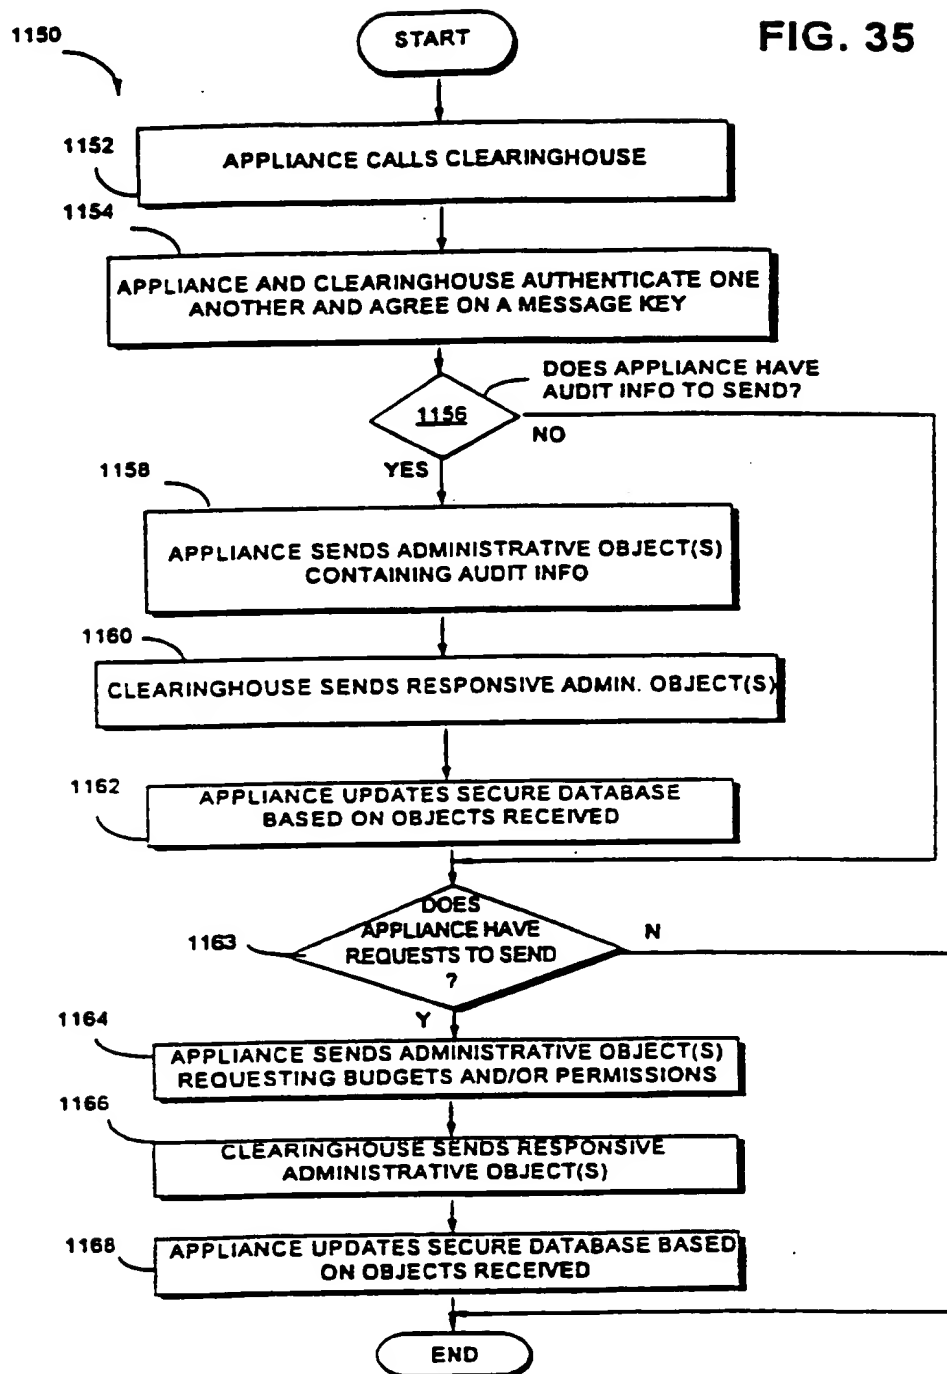 1150
START
FIG. 35
1152
APPLIANCE CALLS CLEARINGHOUSE
1154
APPLIANCE AND CLEARINGHOUSE AUTHENTICATE ONE
ANOTHER AND AGREE ON A MESSAGE KEY
DOES APPLIANCE HAVE
AUDIT INFO TO SEND?
1156
NO
YES
1158
APPLIANCE SENDS ADMINISTRATIVE OBJECT(S)
CONTAINING AUDIT INFO
1160
CLEARINGHOUSE SENDS RESPONSIVE ADMIN. OBJECT(S)
1162
APPLIANCE UPDATES SECURE DATABASE
BASED ON OBJECTS RECEIVED
1163
DOES
APPLIANCE HAVE
REQUESTS TO SEND
?
N
Y
1164
APPLIANCE SENDS ADMINISTRATIVE OBJECT(S)
REQUESTING BUDGETS AND/OR PERMISSIONS
1166
CLEARINGHOUSE SENDS RESPONSIVE
ADMINISTRATIVE OBJECT(S)
1168
APPLIANCE UPDATES SECURE DATABASE BASED
ON OBJECTS RECEIVED
END